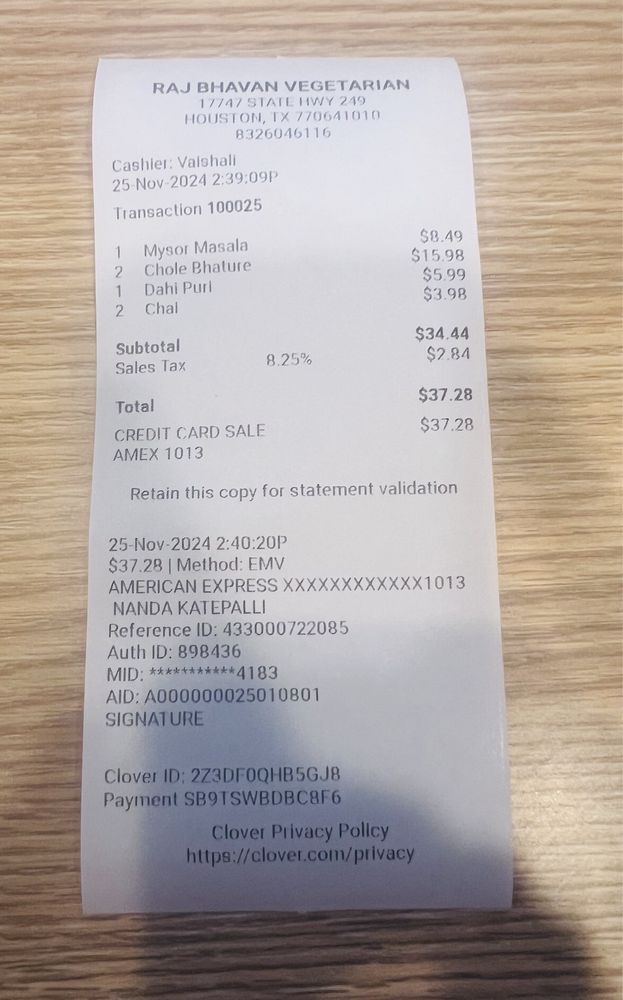 RAJ BHAVAN VEGETARIAN
17747 STATE HWY 249
HOUSTON, TX 770641010
8326046116
Cashier: Vaishali
25-Nov-2024 2:39:09P
Transaction 100025
1 Mysor Masala $8.49
2 Chole Bhature $15.98
1 Dahi Puri $5.99
2 Chai $3.98
Subtotal $34.44
Sales Tax 8.25% $2.84
Total $37.28
CREDIT CARD SALE $37.28
AMEX 1013
Retain this copy for statement validation
25-Nov-2024 2:40:20P
$37.28 | Method: EMV
AMERICAN EXPRESS XXXXXXXXXXXX1013
NANDA KATEPALLI
Reference ID: 433000722085
Auth ID: 898436
MID: ***********4183
AID: A000000025010801
SIGNATURE
Clover ID: 2Z3DF0QHB5GJ8
Payment SB9TSWBDBC8F6
Clover Privacy Policy
https://clover.com/privacy